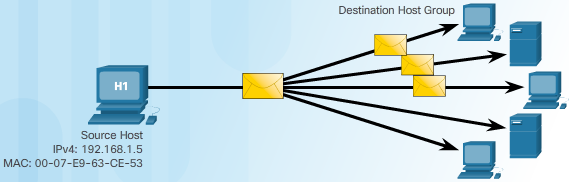 Destination Host Group
H1
Source Host
IPv4: 192.168.1.5
MAC: 00-07-E9-63-CE-53